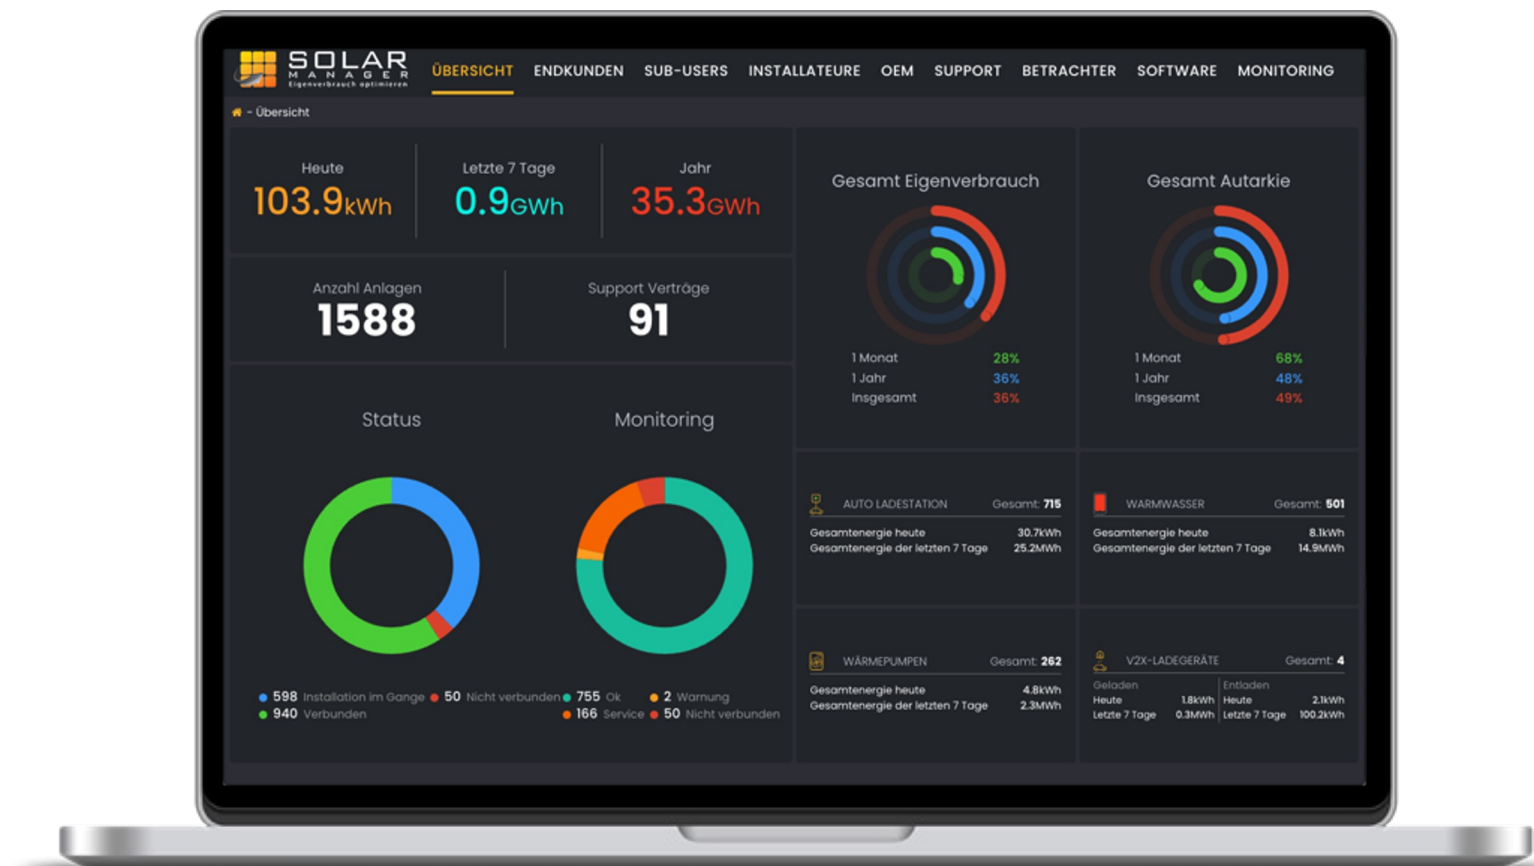 SOLAR
MANAGER
Eigenverbrauch optimieren
ÜBERSICHT ENDKUNDEN SUB-USERS INSTALLATEURE OEM SUPPORT BETRACHTER SOFTWARE MONITORING
- Übersicht
Heute
103.9kWh
Letzte 7 Tage
0.9GWh
Jahr
35.3GWh
Anzahl Anlagen
1588
Support Verträge
91
Status
598 Installation im Gange 50 Nicht verbunden
940 Verbunden
Monitoring
755 Ok 2 Warnung
166 Service 50 Nicht verbunden
Gesamt Eigenverbrauch
1 Monat 28%
1 Jahr 36%
Insgesamt 36%
Gesamt Autarkie
1 Monat 68%
1 Jahr 48%
Insgesamt 49%
AUTO LADESTATION Gesamt: 715
Gesamtenergie heute 30.7kWh
Gesamtenergie der letzten 7 Tage 25.2MWh
WARMWASSER Gesamt: 501
Gesamtenergie heute 8.1kWh
Gesamtenergie der letzten 7 Tage 14.9MWh
WÄRMEPUMPEN Gesamt: 262
Gesamtenergie heute 4.8kWh
Gesamtenergie der letzten 7 Tage 2.3MWh
V2X-LADEGERÄTE Gesamt: 4
Geladen Entladen
Heute 1.8kWh Heute 2.1kWh
Letzte 7 Tage 0.3MWh Letzte 7 Tage 100.2kWh